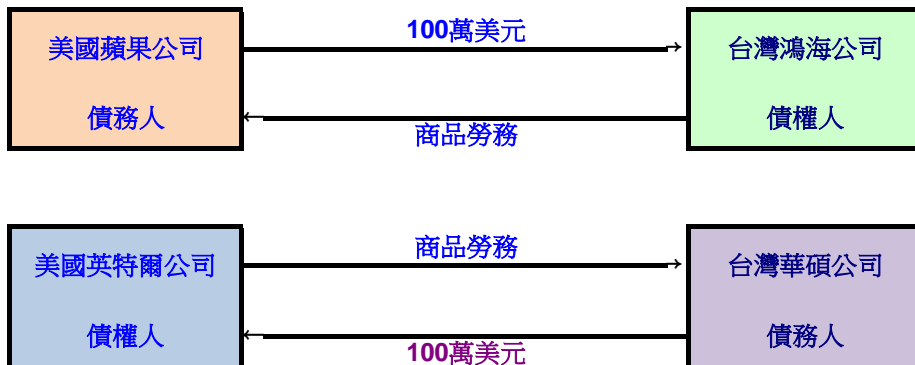 美國蘋果公司
債務人
100萬美元
商品勞務
台灣鴻海公司
債權人
美國英特爾公司
債權人
商品勞務
100萬美元
台灣華碩公司
債務人